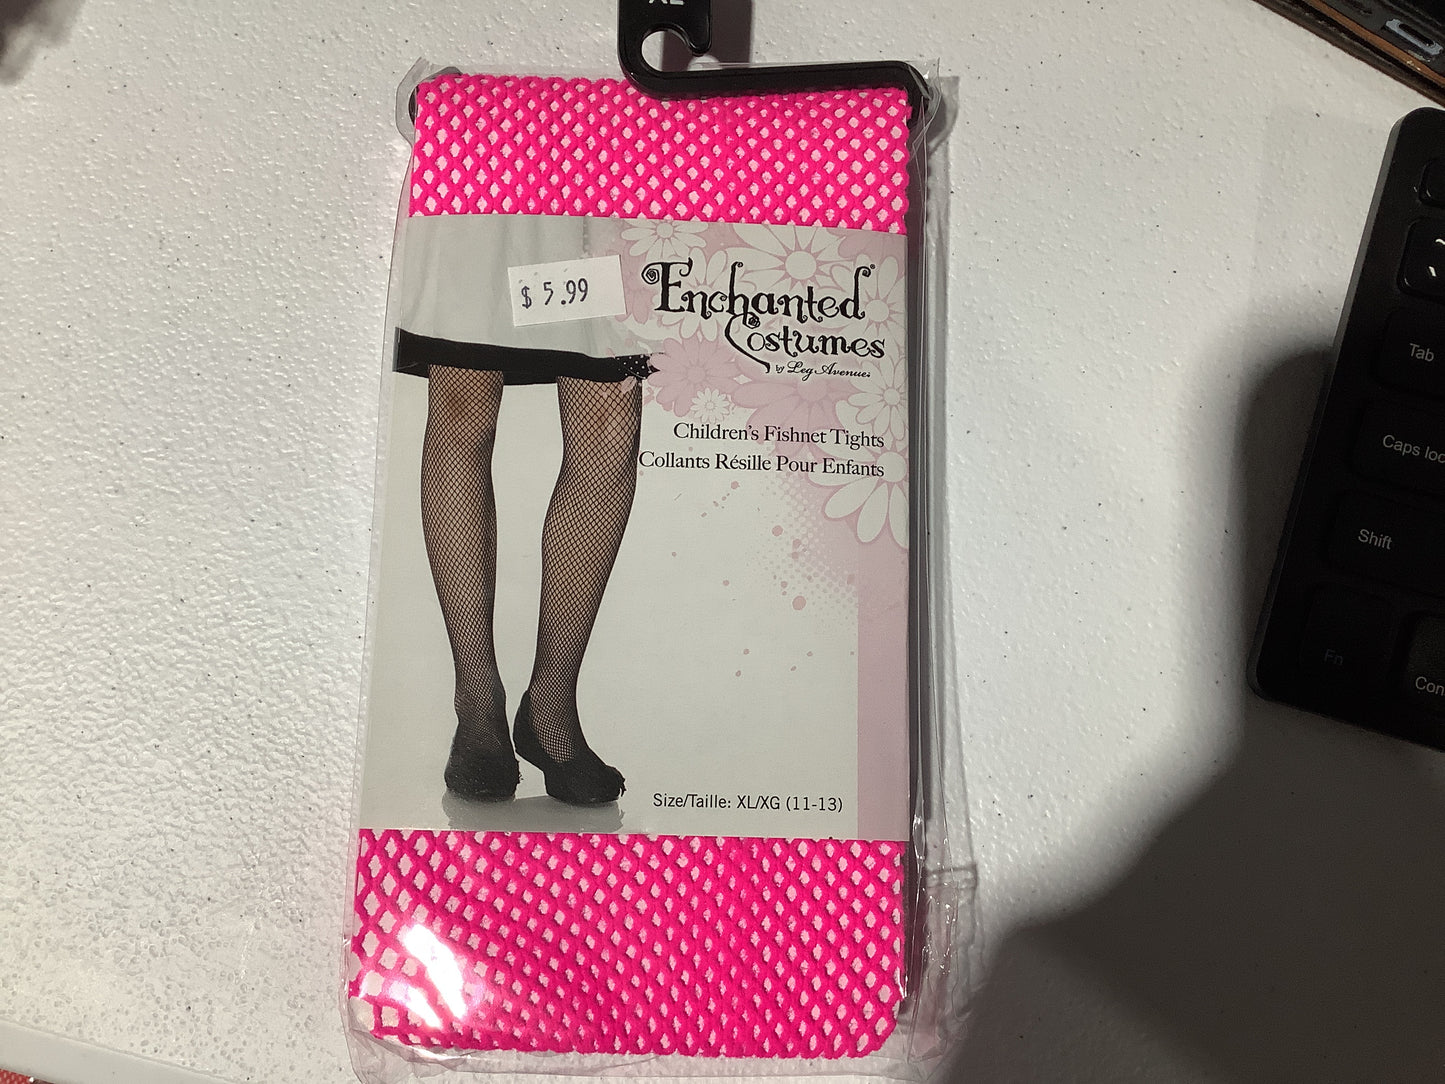 XL
$ 5.99
Enchanted
Costumes
by Leg Avenue®
Children's Fishnet Tights
Collants Résille Pour Enfants
Size/Taille: XL/XG (11-13)
Tab
Caps loc
Shift
Fn
Con